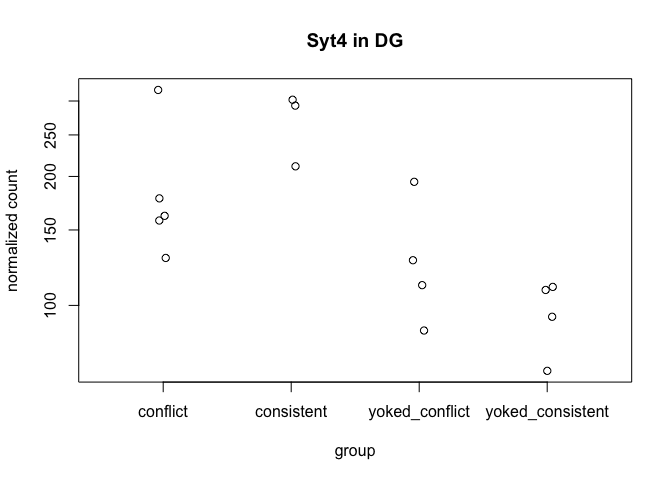 Syt4 in DG
normalized count
250
200
150
100
conflict
consistent
yoked_conflict
yoked_consistent
group